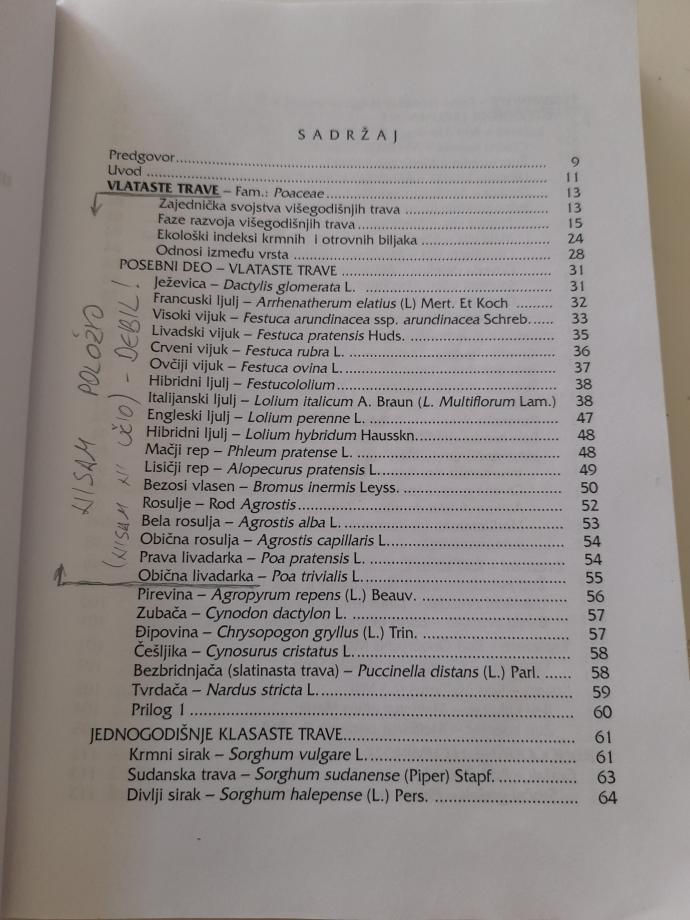 SADRŽAJ
Predgovor 9
Uvod 11
VLATASTE TRAVE – Fam.: Poaceae 13
Zajednička svojstva višegodišnjih trava 13
Faze razvoja višegodišnjih trava 15
Ekološki indeksi krmnih i otrovnih biljaka 24
Odnosi između vrsta 28
POSEBNI DEO – VLATASTE TRAVE 31
Ježevica – Dactylis glomerata L. 31
Francuski ljulj – Arrhenatherum elatius (L) Mert. Et Koch 32
Visoki vijuk – Festuca arundinacea ssp. arundinacea Schreb. 33
Livadski vijuk – Festuca pratensis Huds. 35
Crveni vijuk – Festuca rubra L. 36
Ovčiji vijuk – Festuca ovina L. 37
Hibridni ljulj – Festucololium 38
Italijanski ljulj – Lolium italicum A. Braun (L. Multiflorum Lam.) 38
Engleski ljulj – Lolium perenne L. 47
Hibridni ljulj – Lolium hybridum Hausskn. 48
Mačji rep – Phleum pratense L. 48
Lisičji rep – Alopecurus pratensis L. 49
Bezosi vlasen – Bromus inermis Leyss. 50
Rosulje – Rod Agrostis 52
Bela rosulja – Agrostis alba L. 53
Obična rosulja – Agrostis capillaris L. 54
Prava livadarka – Poa pratensis L. 54
Obična livadarka – Poa trivialis L. 55
Pirevina – Agropyrum repens (L.) Beauv. 56
Zubača – Cynodon dactylon L. 57
Đipovina – Chrysopogon gryllus (L.) Trin. 57
Češljika – Cynosurus cristatus L. 58
Bezbridnjača (slatinasta trava) – Puccinella distans (L.) Parl. 58
Tvrdača – Nardus stricta L. 59
Prilog 1 60
JEDNOGODIŠNJE KLASASTE TRAVE 61
Krmni sirak – Sorghum vulgare L. 61
Sudanska trava – Sorghum sudanense (Piper) Stapf. 63
Divlji sirak – Sorghum halepense (L.) Pers. 64
NISAM POLOŽIO
(NISAM NI UČIO) – DEBIL!